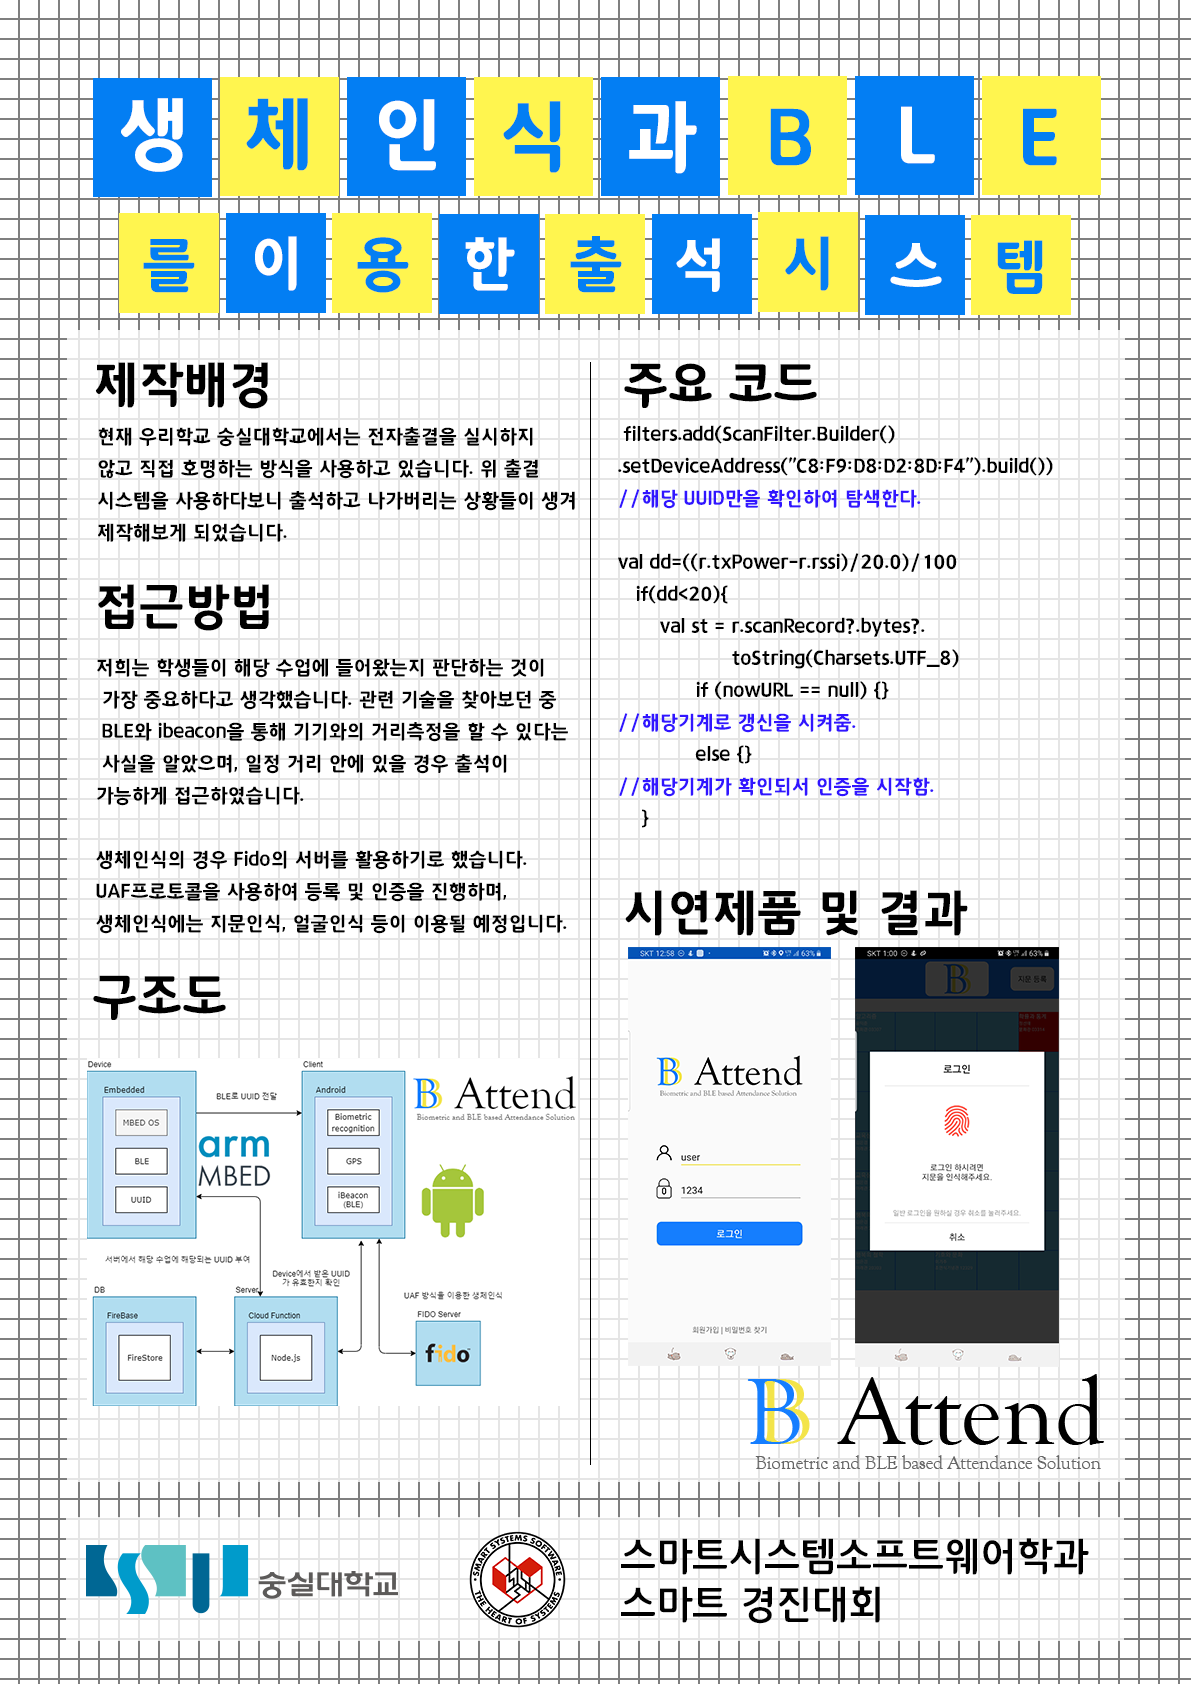 생체인식과BLE
를이용한출석시스템
제작배경
현재 우리학교 숭실대학교에서는 전자출결을 실시하지
않고 직접 호명하는 방식을 사용하고 있습니다. 위 출결
시스템을 사용하다보니 출석하고 나가버리는 상황들이 생겨
제작해보게 되었습니다.
접근방법
저희는 학생들이 해당 수업에 들어왔는지 판단하는 것이
가장 중요하다고 생각했습니다. 관련 기술을 찾아보던 중
BLE와 ibeacon을 통해 기기와의 거리측정을 할 수 있다는
사실을 알았으며, 일정 거리 안에 있을 경우 출석이
가능하게 접근하였습니다.
생체인식의 경우 Fido의 서버를 활용하기로 했습니다.
UAF프로토콜을 사용하여 등록 및 인증을 진행하며,
생체인식에는 지문인식, 얼굴인식 등이 이용될 예정입니다.
구조도
Device
Embedded
MBED OS
BLE
UUID
BLE로 UUID 전달
arm
MBED
Client
Android
Biometric
recognition
GPS
iBeacon
(BLE)
B Attend
Biometric and BLE based Attendance Solution
서버에서 해당 수업에 해당되는 UUID 부여
Device에서 받은 UUID
가 유효한지 확인
UAF 방식을 이용한 생체인식
DB
FireBase
FireStore
Server
Cloud Function
Node.js
FIDO Server
fido
주요 코드
filters.add(ScanFilter.Builder()
.setDeviceAddress("C8:F9:D8:D2:8D:F4").build())
//해당 UUID만을 확인하여 탐색한다.
val dd=((r.txPower-r.rssi)/20.0)/100
if(dd<20){
val st = r.scanRecord?.bytes?.
toString(Charsets.UTF_8)
if (nowURL == null) {}
//해당기계로 갱신을 시켜줌.
else {}
//해당기계가 확인되서 인증을 시작함.
}
시연제품 및 결과
SKT 12:58
63%
B Attend
Biometric and BLE based Attendance Solution
user
1234
로그인
회원가입 | 비밀번호 찾기
SKT 1:00
63%
B
지문 등록
로그인
로그인 하시려면
지문을 인식해주세요.
일반 로그인을 원하실 경우 취소를 눌러주세요.
취소
B Attend
Biometric and BLE based Attendance Solution
숭실대학교
SMART SYSTEMS SOFTWARE
THE HEART OF SYSTEMS
스마트시스템소프트웨어학과
스마트 경진대회